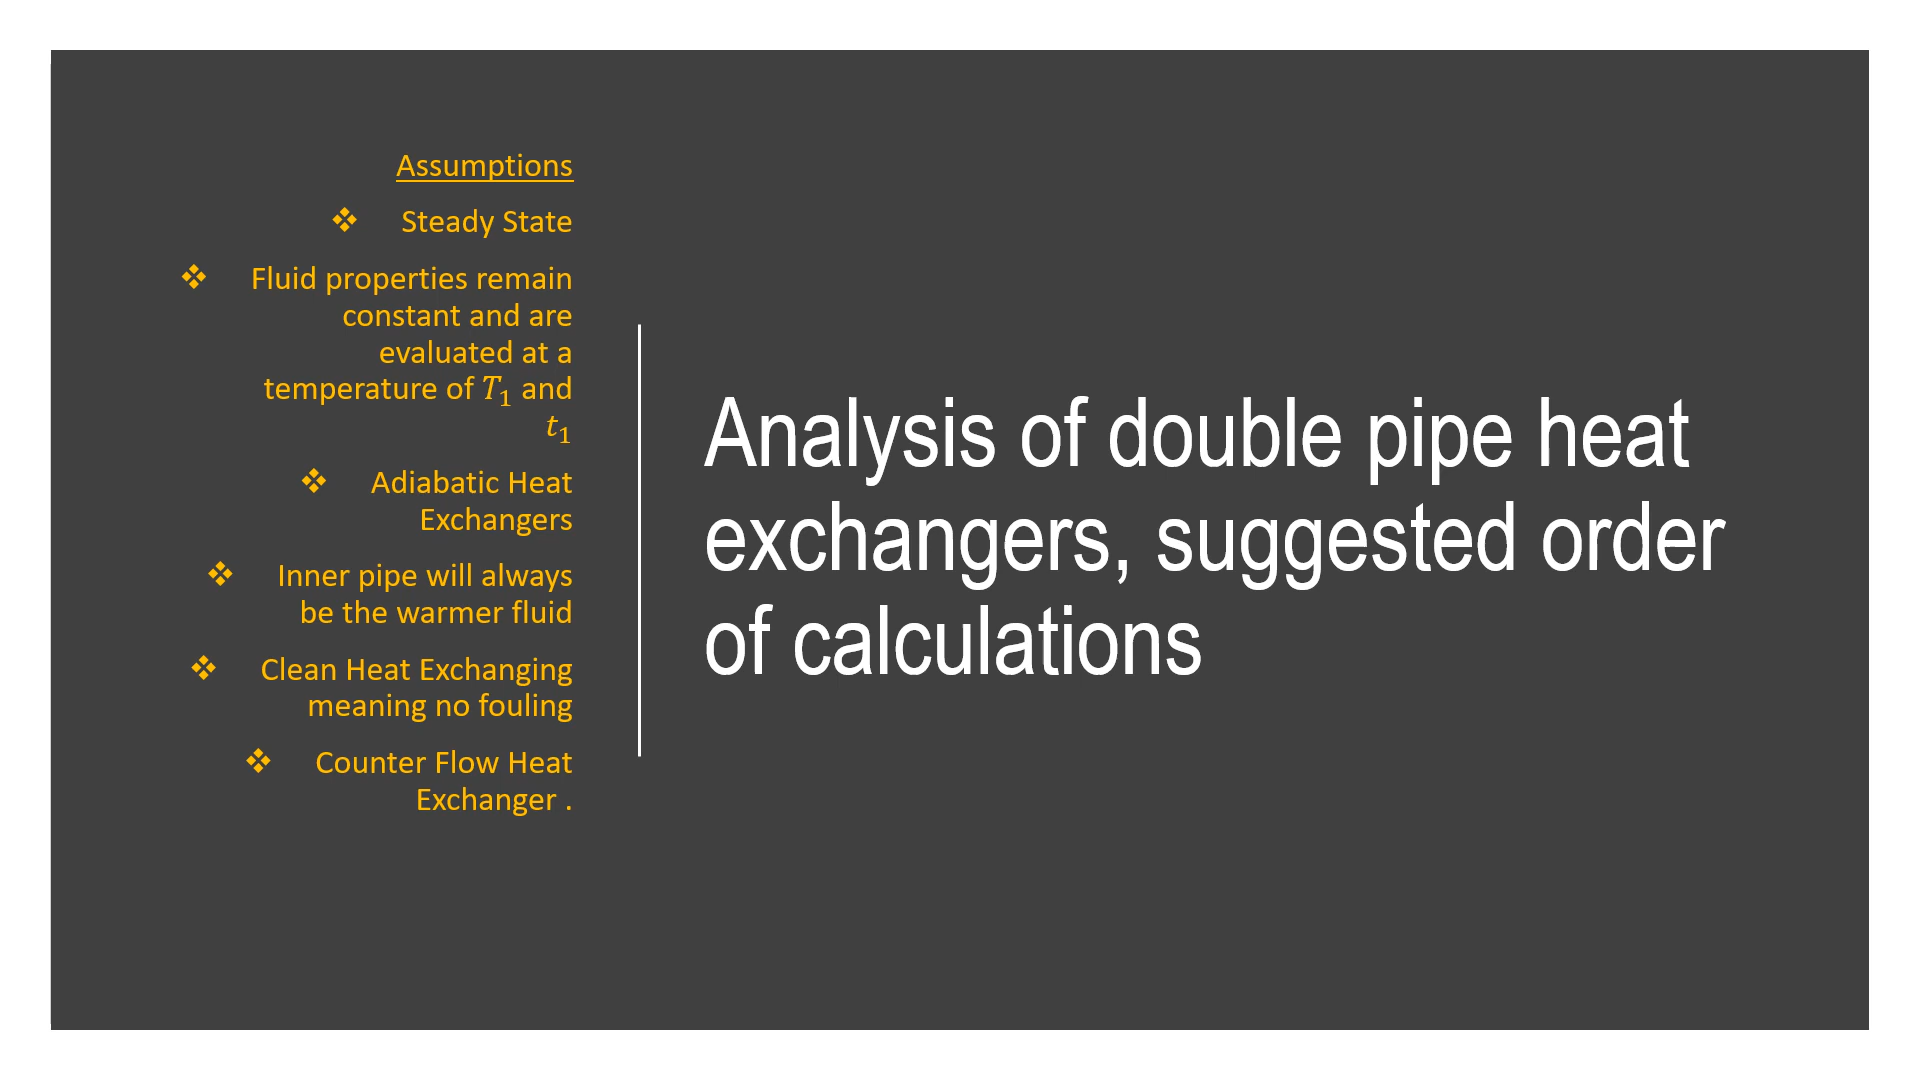 Assumptions
❖ Steady State
❖ Fluid properties remain
constant and are
evaluated at a
temperature of T₁ and
t₁
❖ Adiabatic Heat
Exchangers
❖ Inner pipe will always
be the warmer fluid
❖ Clean Heat Exchanging
meaning no fouling
❖ Counter Flow Heat
Exchanger .
Analysis of double pipe heat
exchangers, suggested order
of calculations